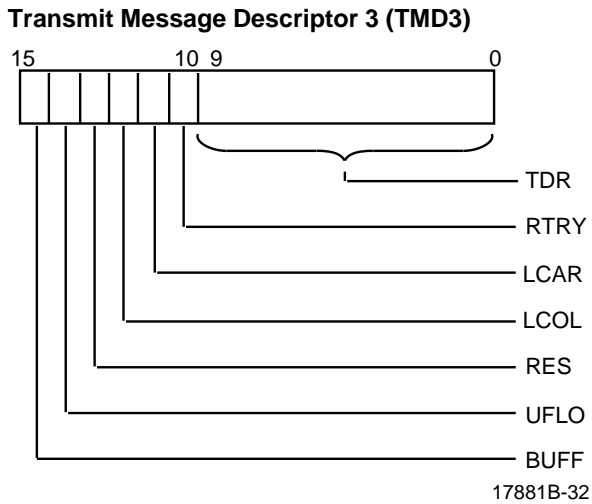 Transmit Message Descriptor 3 (TMD3)
15 10 9 0
TDR
RTRY
LCAR
LCOL
RES
UFLO
BUFF
17881B-32